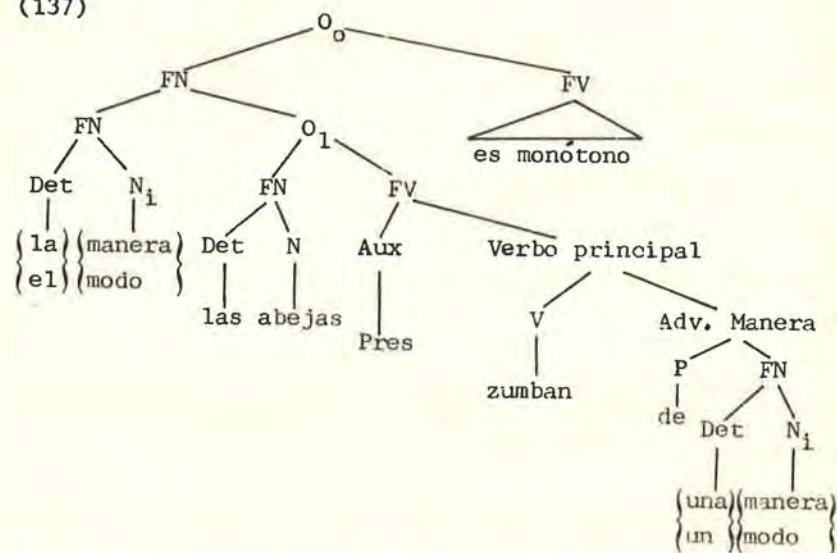 (137)
O₀
FN FV
FN O₁ es monótono
Det Nᵢ FN FV
{la} {manera} Det N Aux Verbo principal
{el} {modo}
las abejas V Adv. Manera
Pres
P FN
zumban
de Det Nᵢ
{una} {manera}
{un} {modo}